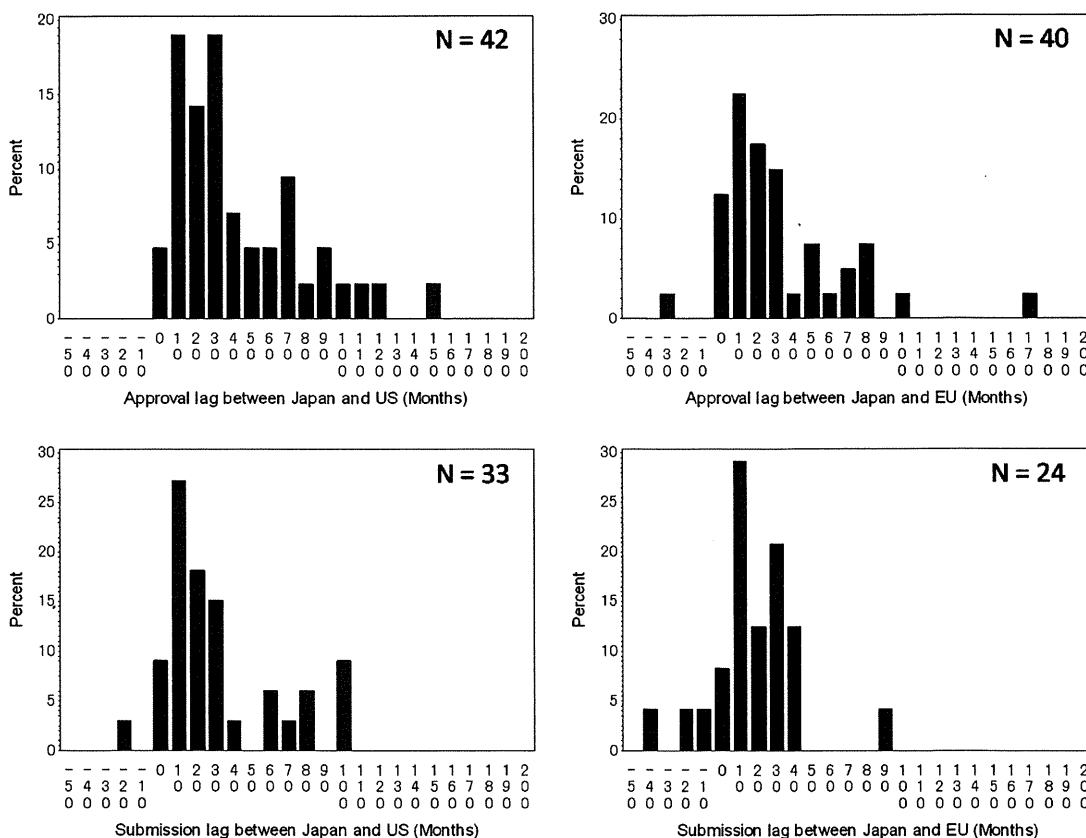 N = 42
Percent
20
15
10
5
0
−50 −40 −30 −20 −10 0 10 20 30 40 50 60 70 80 90 100 110 120 130 140 150 160 170 180 190 200
Approval lag between Japan and US (Months)
N = 40
Percent
30
20
10
0
−50 −40 −30 −20 −10 0 10 20 30 40 50 60 70 80 90 100 110 120 130 140 150 160 170 180 190 200
Approval lag between Japan and EU (Months)
N = 33
Percent
30
25
20
15
10
5
0
−50 −40 −30 −20 −10 0 10 20 30 40 50 60 70 80 90 100 110 120 130 140 150 160 170 180 190 200
Submission lag between Japan and US (Months)
N = 24
Percent
30
25
20
15
10
5
0
−50 −40 −30 −20 −10 0 10 20 30 40 50 60 70 80 90 100 110 120 130 140 150 160 170 180 190 200
Submission lag between Japan and EU (Months)